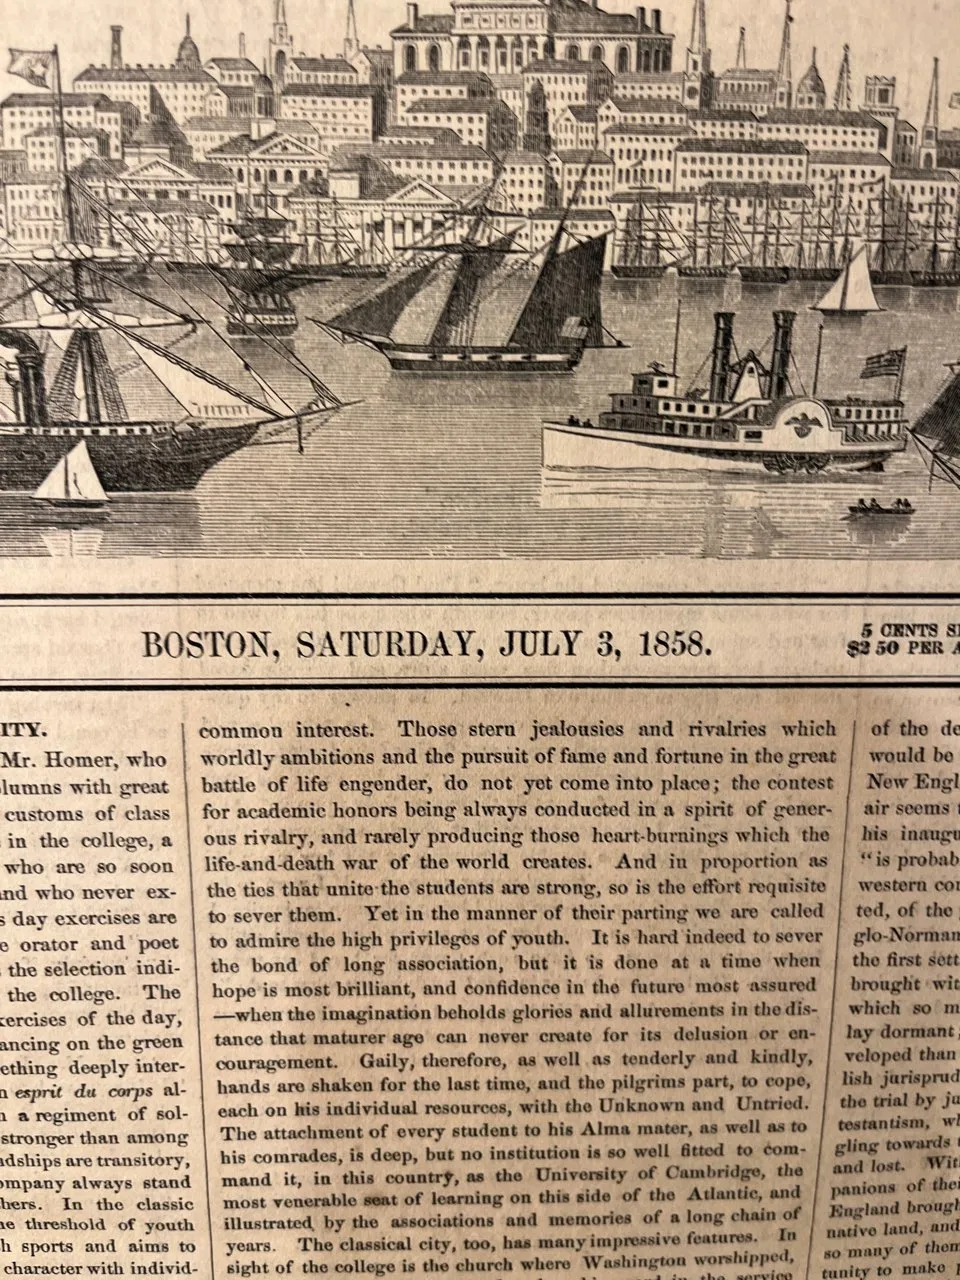 BOSTON, SATURDAY, JULY 3, 1858.
5 CENTS
$2 50 PER
ITY.
Mr. Homer, who
lumns with great
customs of class
in the college, a
who are so soon
and who never ex-
s day exercises are
e orator and poet
the selection indi-
the college. The
xercises of the day,
ancing on the green
ething deeply inter-
n esprit du corps al-
n a regiment of sol-
stronger than among
ndships are transitory,
ompany always stand
hers. In the classic
he threshold of youth
h sports and aims to
character with individ-
common interest. Those stern jealousies and rivalries which
worldly ambitions and the pursuit of fame and fortune in the great
battle of life engender, do not yet come into place; the contest
for academic honors being always conducted in a spirit of gener-
ous rivalry, and rarely producing those heart-burnings which the
life-and-death war of the world creates. And in proportion as
the ties that unite the students are strong, so is the effort requisite
to sever them. Yet in the manner of their parting we are called
to admire the high privileges of youth. It is hard indeed to sever
the bond of long association, but it is done at a time when
hope is most brilliant, and confidence in the future most assured
—when the imagination beholds glories and allurements in the dis-
tance that maturer age can never create for its delusion or en-
couragement. Gaily, therefore, as well as tenderly and kindly,
hands are shaken for the last time, and the pilgrims part, to cope,
each on his individual resources, with the Unknown and Untried.
The attachment of every student to his Alma mater, as well as to
his comrades, is deep, but no institution is so well fitted to com-
mand it, in this country, as the University of Cambridge, the
most venerable seat of learning on this side of the Atlantic, and
illustrated by the associations and memories of a long chain of
years. The classical city, too, has many impressive features. In
sight of the college is the church where Washington worshipped,
in the service
of the de
would be
New Engl
air seems
his inaugu
"is probab
western con
ted, of the
glo-Norman
the first sett
brought wit
which so m
lay dormant;
veloped than
lish jurisprud
the trial by ju
testantism, wh
gling towards
and lost. Wit
panions of thei
England brough
native land, and
so many of them
tunity to make